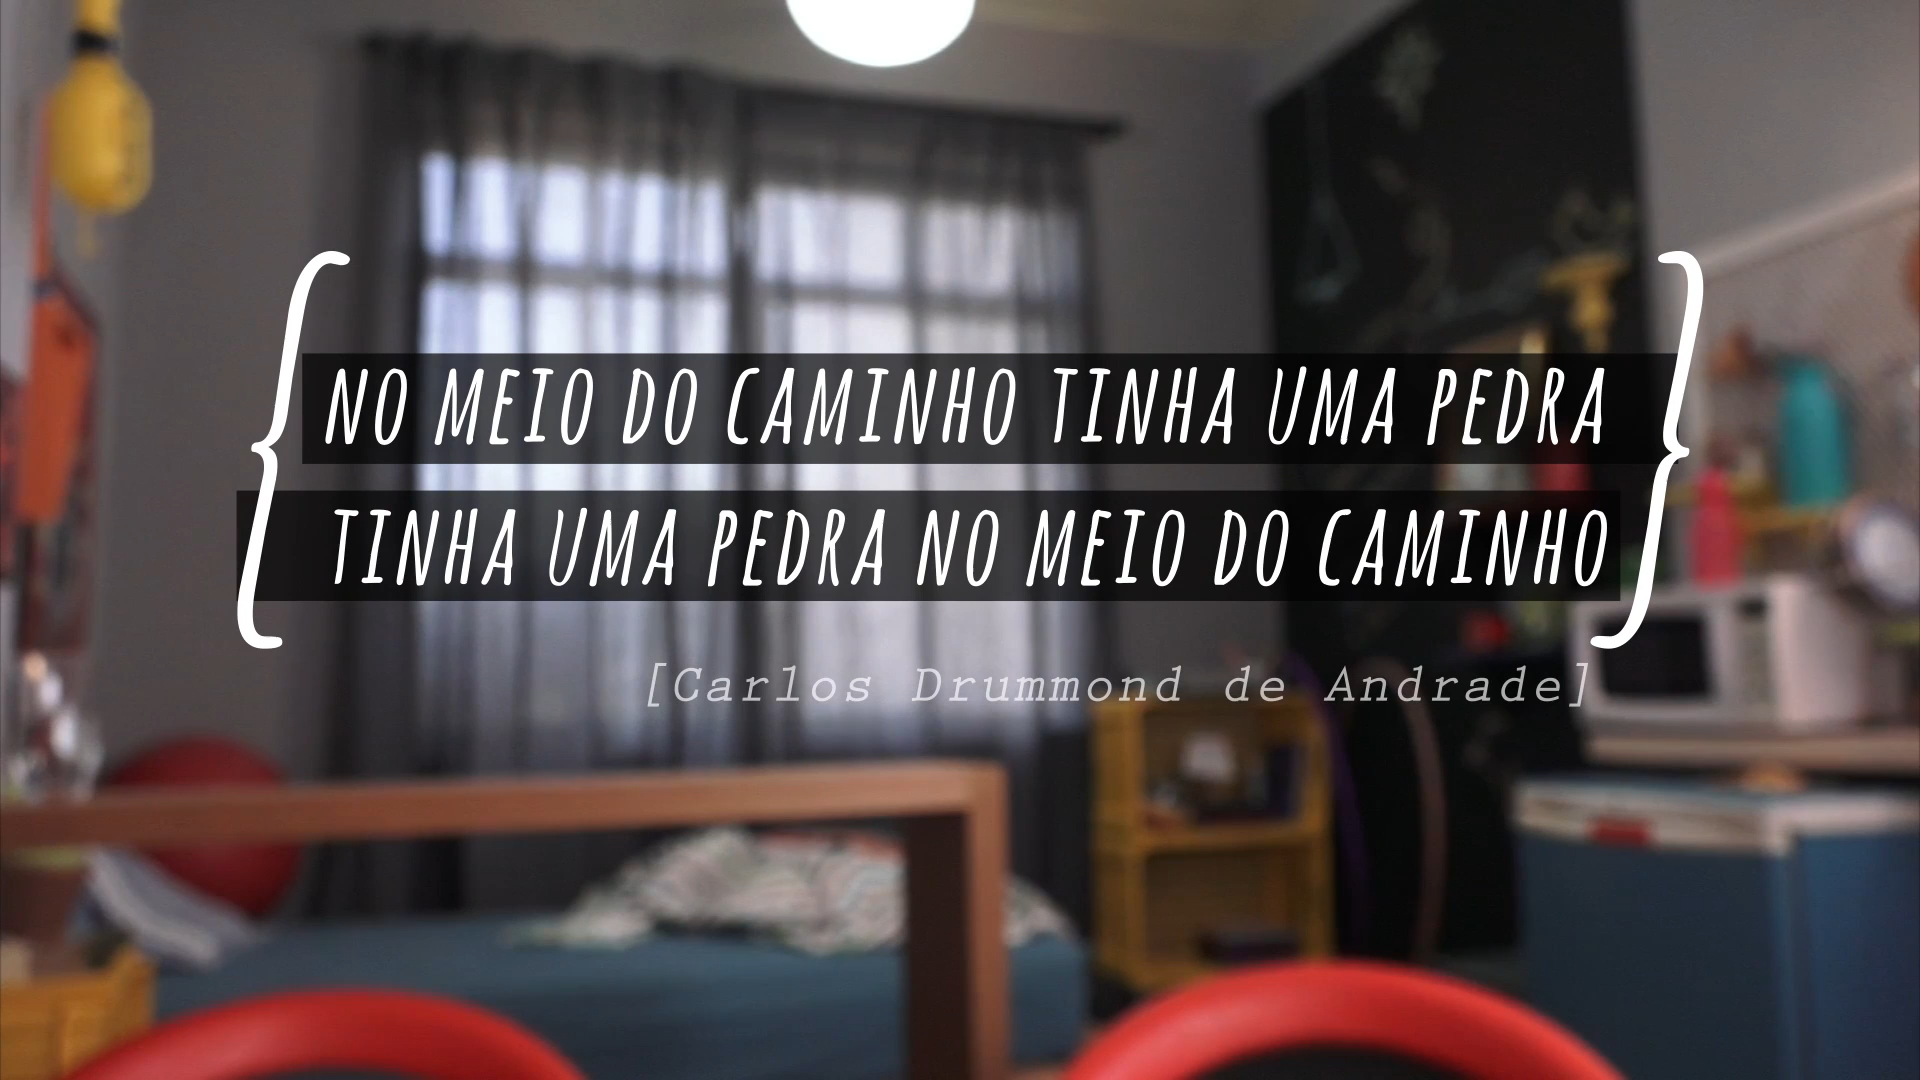 NO MEIO DO CAMINHO TINHA UMA PEDRA
TINHA UMA PEDRA NO MEIO DO CAMINHO
[Carlos Drummond de Andrade]